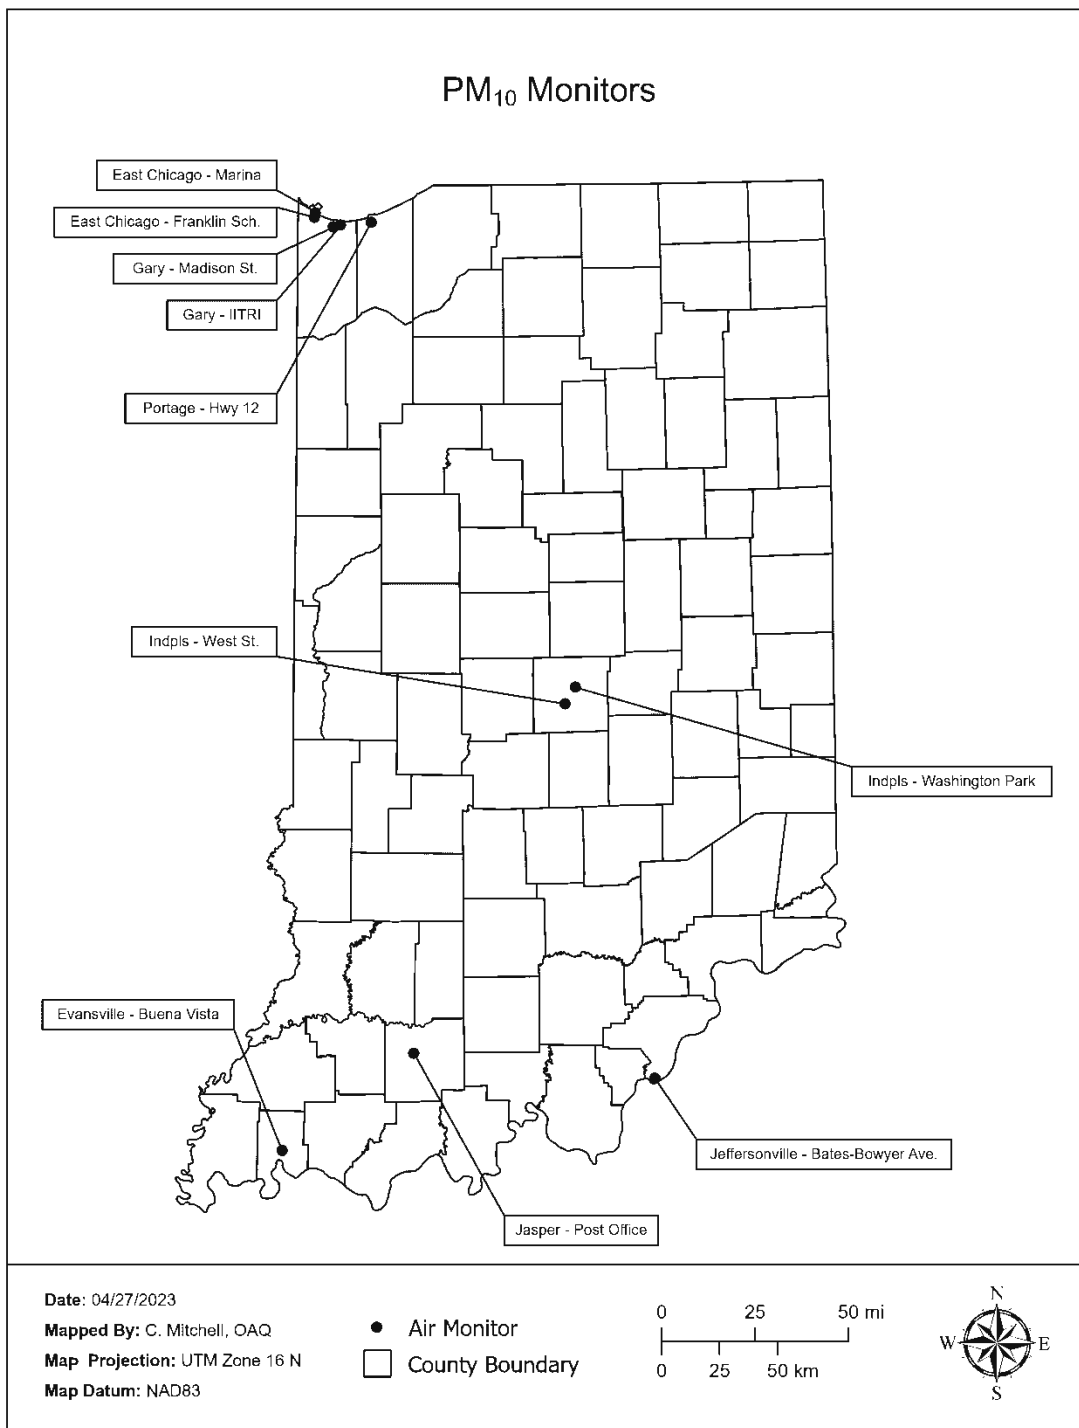 PM₁₀ Monitors
East Chicago - Marina
East Chicago - Franklin Sch.
Gary - Madison St.
Gary - IITRI
Portage - Hwy 12
Indpls - West St.
Indpls - Washington Park
Evansville - Buena Vista
Jeffersonville - Bates-Bowyer Ave.
Jasper - Post Office
Date: 04/27/2023
Mapped By: C. Mitchell, OAQ
Map Projection: UTM Zone 16 N
Map Datum: NAD83
Air Monitor
County Boundary
0 25 50 mi
0 25 50 km
N
W E
S